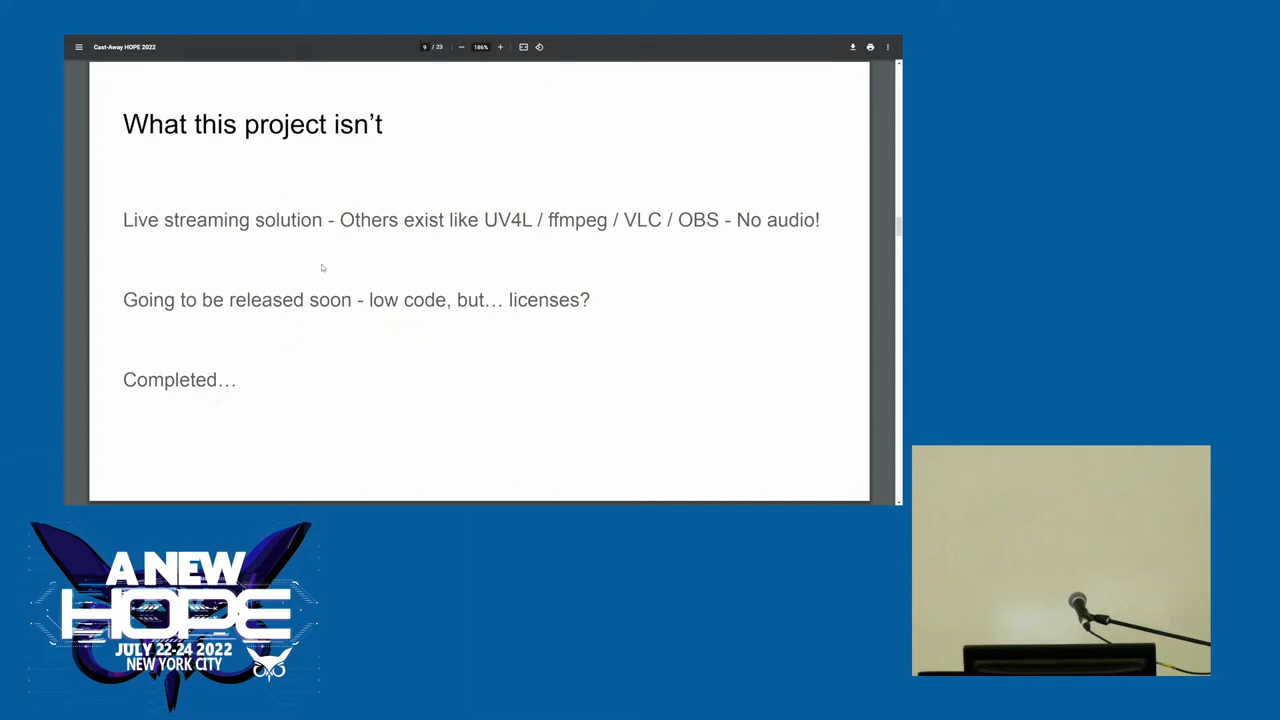 Cast-Away HOPE 2022
9 / 23
186%
What this project isn't
Live streaming solution - Others exist like UV4L / ffmpeg / VLC / OBS - No audio!
Going to be released soon - low code, but… licenses?
Completed…
A NEW
HOPE
JULY 22-24 2022
NEW YORK CITY